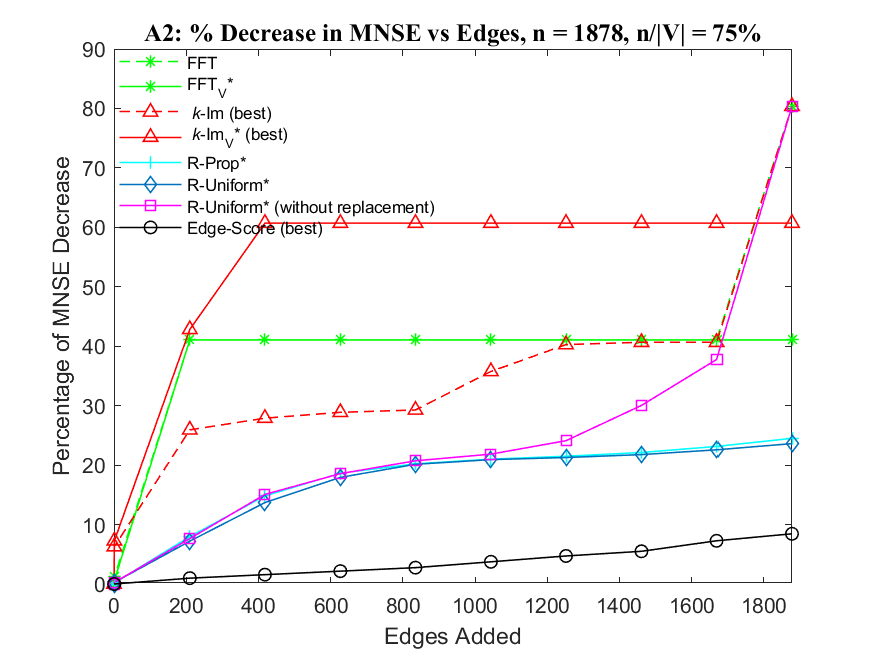 A2: % Decrease in MNSE vs Edges, n = 1878, n/|V| = 75%
Percentage of MNSE Decrease
90
80
70
60
50
40
30
20
10
0
FFT
FFT_V*
k-Im (best)
k-Im_V* (best)
R-Prop*
R-Uniform*
R-Uniform* (without replacement)
Edge-Score (best)
0 200 400 600 800 1000 1200 1400 1600 1800
Edges Added